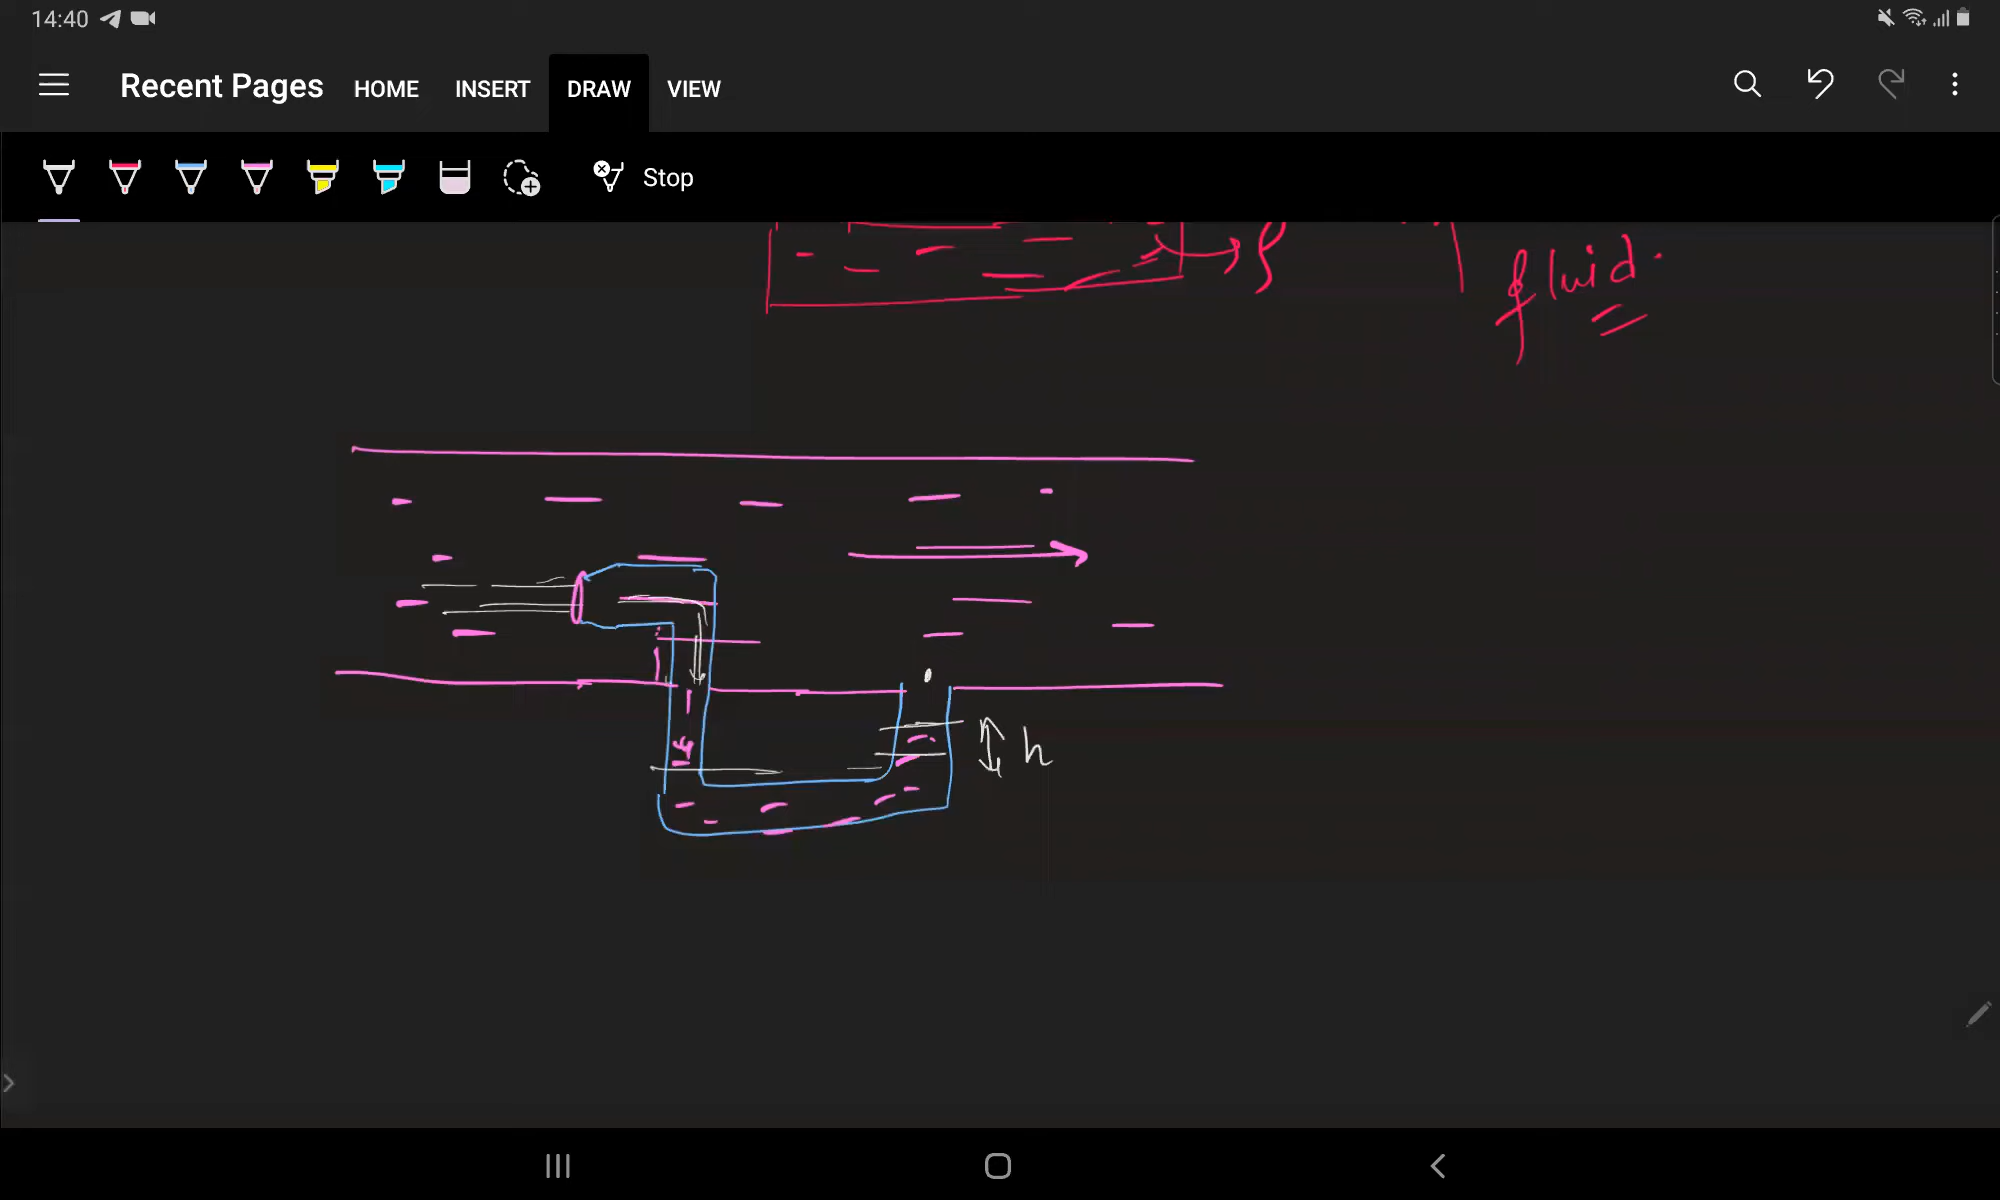 14:40
Recent Pages HOME INSERT DRAW VIEW
Stop
ρ
fluid.
h